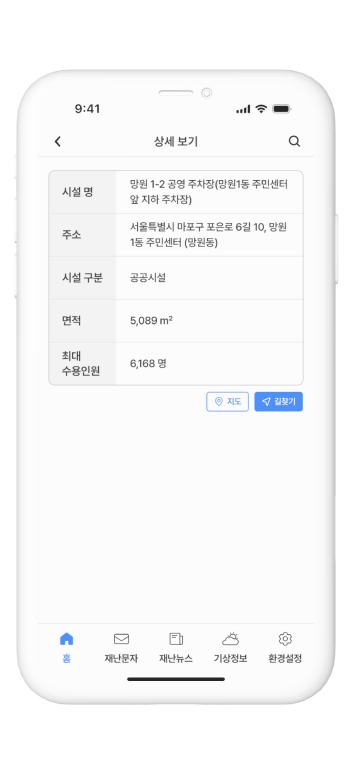 9:41
상세 보기
시설 명
망원 1-2 공영 주차장(망원1동 주민센터
앞 지하 주차장)
주소
서울특별시 마포구 포은로 6길 10, 망원
1동 주민센터 (망원동)
시설 구분
공공시설
면적
5,089 m²
최대
수용인원
6,168 명
지도
길찾기
홈
재난문자
재난뉴스
기상정보
환경설정